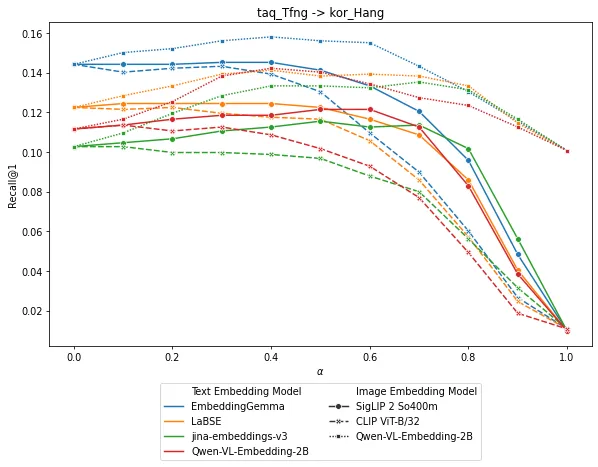 taq_Tfng -> kor_Hang
Recall@1
0.16
0.14
0.12
0.10
0.08
0.06
0.04
0.02
0.0
0.2
0.4
0.6
0.8
1.0
α
Text Embedding Model
EmbeddingGemma
LaBSE
jina-embeddings-v3
Qwen-VL-Embedding-2B
Image Embedding Model
SigLIP 2 So400m
CLIP ViT-B/32
Qwen-VL-Embedding-2B